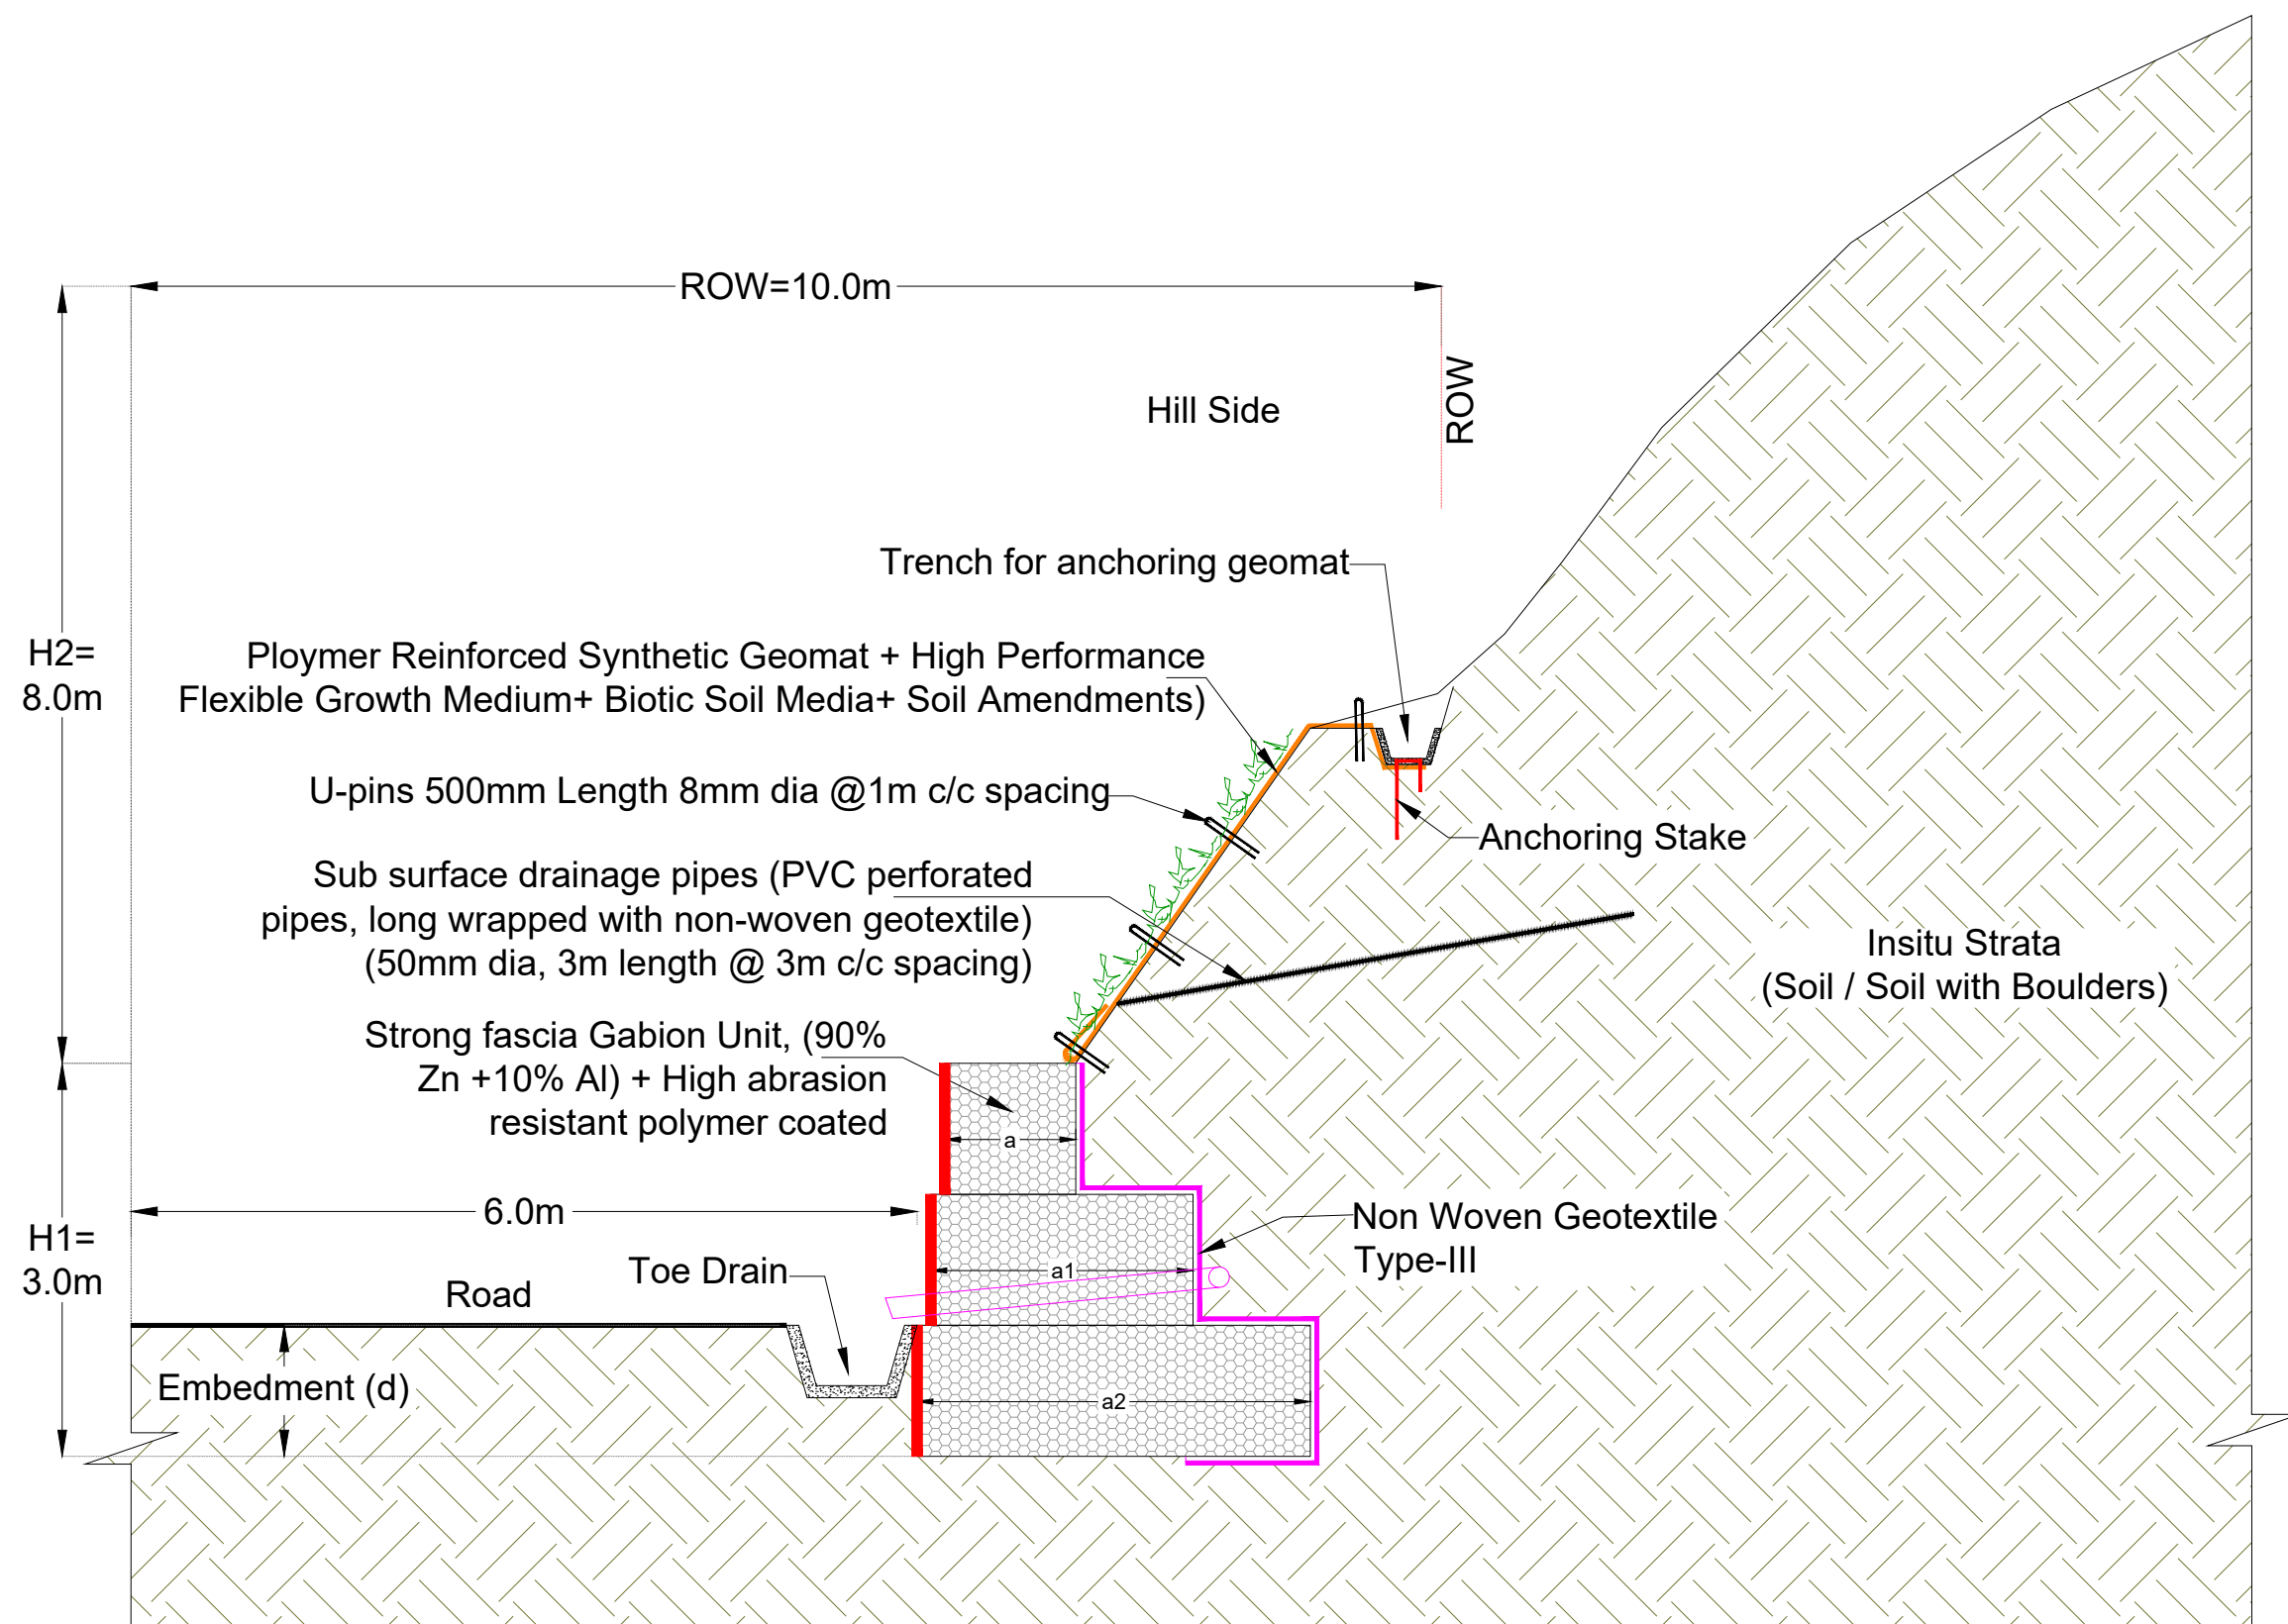 ROW=10.0m
ROW
Hill Side
Trench for anchoring geomat
H2=
8.0m
Ploymer Reinforced Synthetic Geomat + High Performance
Flexible Growth Medium+ Biotic Soil Media+ Soil Amendments)
U-pins 500mm Length 8mm dia @1m c/c spacing
Anchoring Stake
Sub surface drainage pipes (PVC perforated
pipes, long wrapped with non-woven geotextile)
(50mm dia, 3m length @ 3m c/c spacing)
Insitu Strata
(Soil / Soil with Boulders)
Strong fascia Gabion Unit, (90%
Zn +10% Al) + High abrasion
resistant polymer coated
a
6.0m
Non Woven Geotextile
Type-III
H1=
3.0m
Toe Drain
a1
Road
Embedment (d)
a2